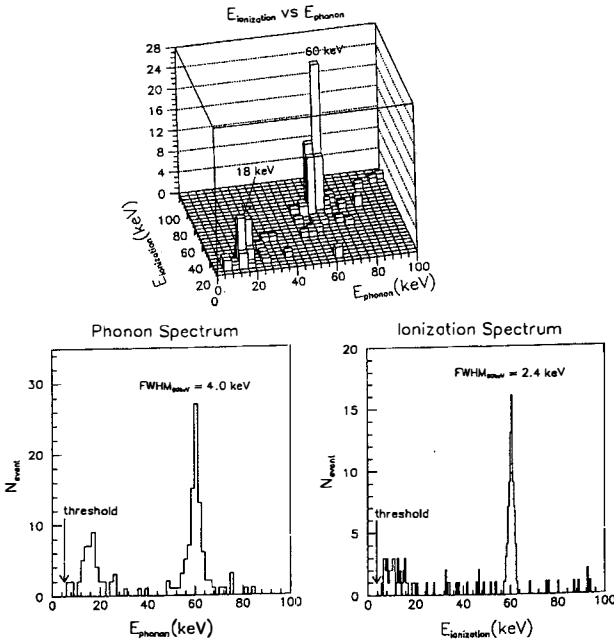 E_ionization vs E_phonon
28
24
20
16
12
8
4
0
60 keV
18 keV
100
80
60
40
20
0
E_ionization(keV)
0
20
40
60
80
100
E_phonon(keV)
Phonon Spectrum
30
20
10
0
N_event
FWHM_60keV = 4.0 keV
threshold
0
20
40
60
80
100
E_phonon(keV)
Ionization Spectrum
20
15
10
5
0
N_event
FWHM_60keV = 2.4 keV
threshold
0
20
40
60
80
100
E_ionization(keV)